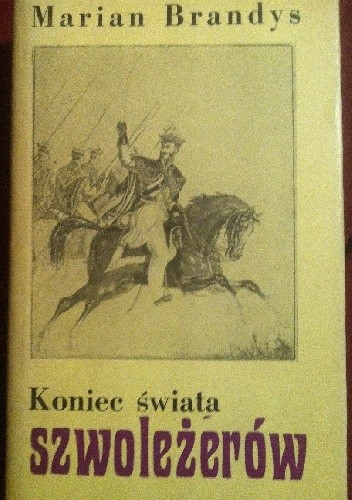 Marian Brandys
Koniec świata
szwoleżerów